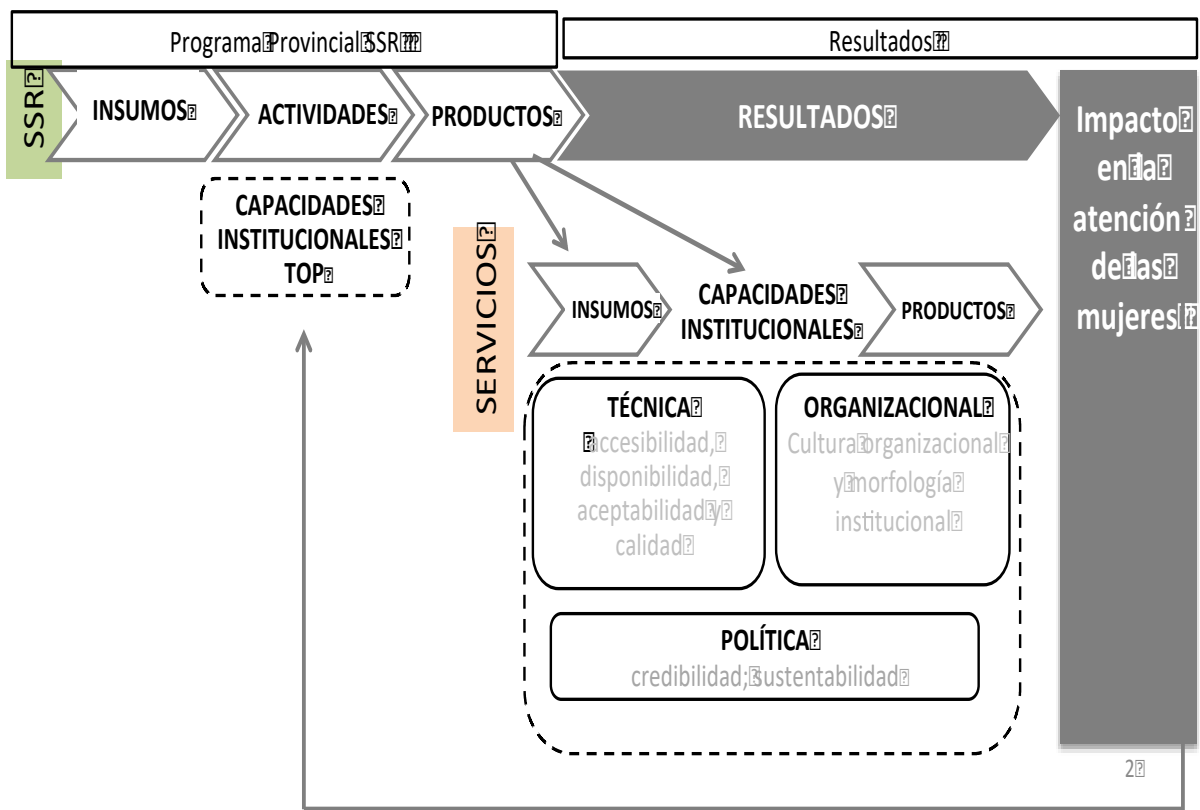 Programa Provincial SSR
Resultados
SSR
INSUMOS
ACTIVIDADES
PRODUCTOS
RESULTADOS
Impacto
en la
atención
de las
mujeres
CAPACIDADES
INSTITUCIONALES
TOP
SERVICIOS
INSUMOS
CAPACIDADES
INSTITUCIONALES
PRODUCTOS
TÉCNICA
accesibilidad,
disponibilidad,
aceptabilidad y
calidad
ORGANIZACIONAL
Cultura organizacional
y morfología
institucional
POLÍTICA
credibilidad; sustentabilidad
2